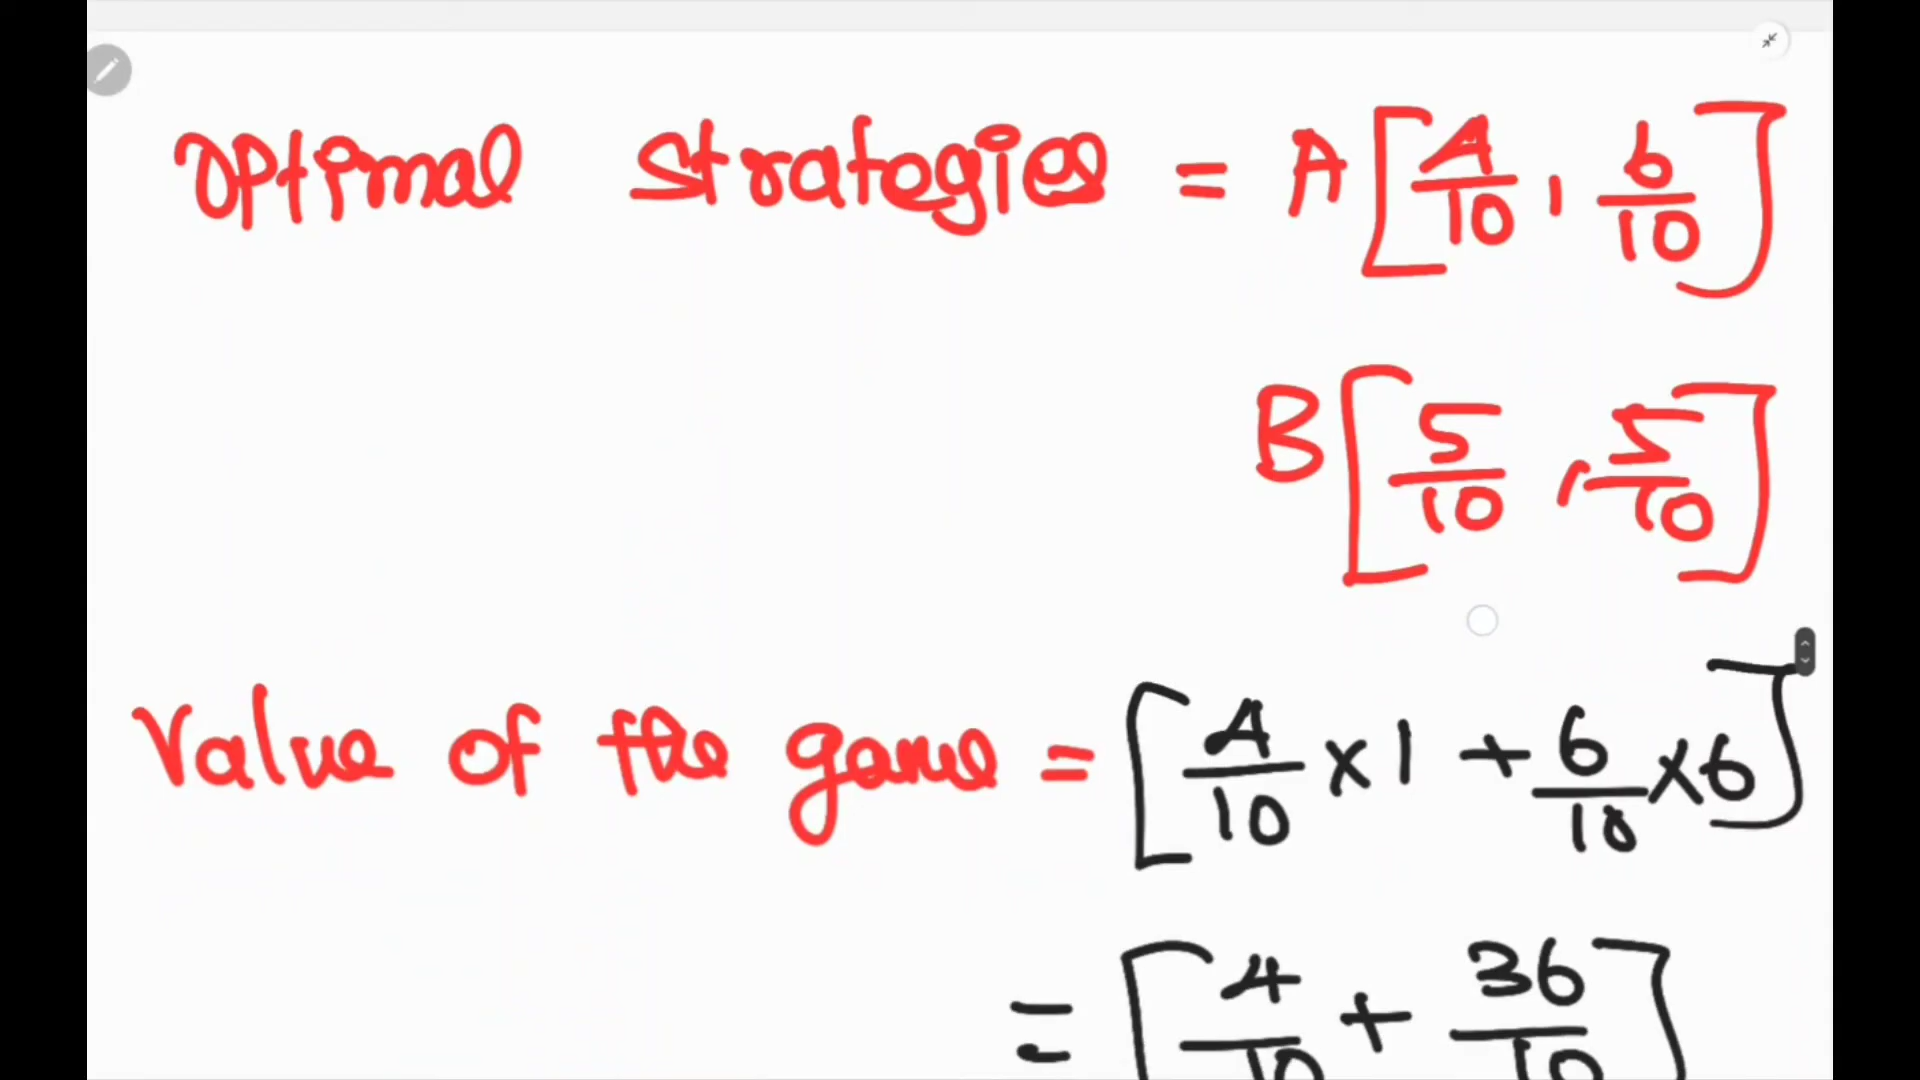 Optimal strategies = A[4/10, 6/10]
B[5/10, 5/10]
Value of the game = [4/10 x 1 + 6/10 x 6]
= [4/10 + 36/10]